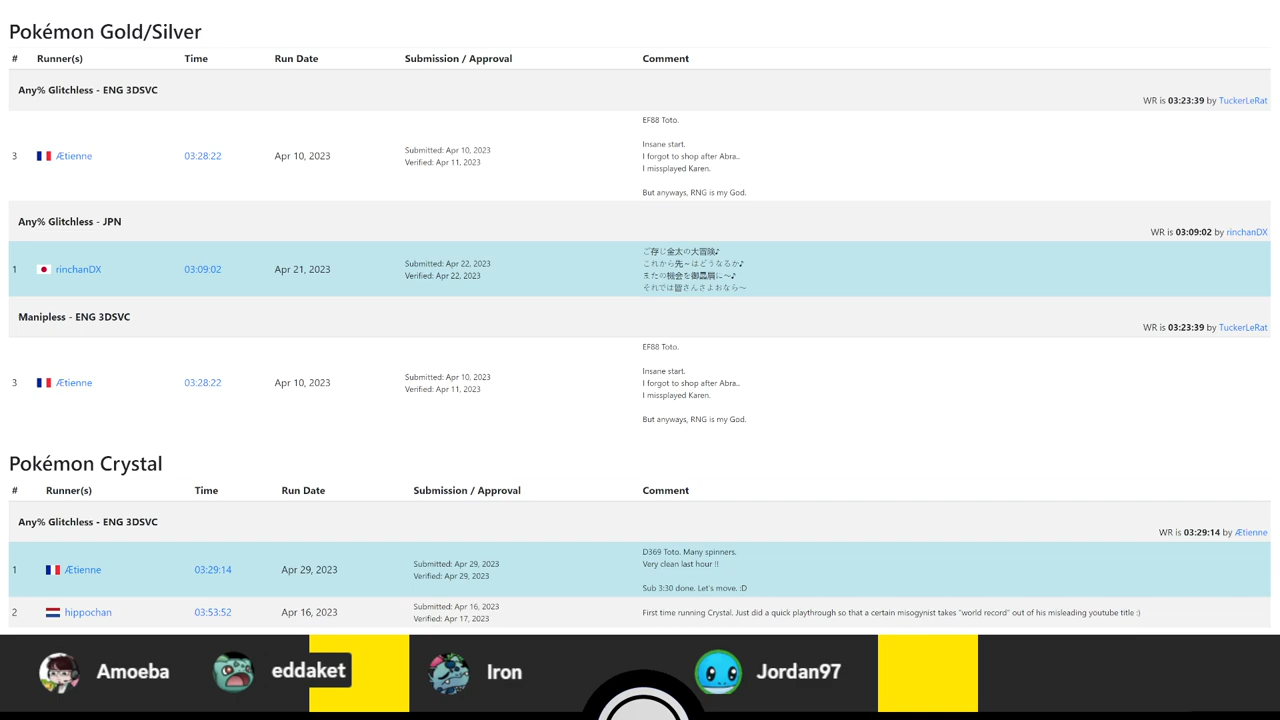 Pokémon Gold/Silver
# Runner(s) Time Run Date Submission / Approval Comment
Any% Glitchless - ENG 3DSVC
WR is 03:23:39 by TuckerLeRat
3 Ætienne 03:28:22 Apr 10, 2023 Submitted: Apr 10, 2023
Verified: Apr 11, 2023
EF88 Toto.
Insane start.
I forgot to shop after Abra..
I missplayed Karen.
But anyways, RNG is my God.
Any% Glitchless - JPN
WR is 03:09:02 by rinchanDX
1 rinchanDX 03:09:02 Apr 21, 2023 Submitted: Apr 22, 2023
Verified: Apr 22, 2023
ご存じ金太の大冒険♪
これから先~はどうなるか♪
またの機会を御贔屓に〜♪
それでは皆さんさよおなら〜
Manipless - ENG 3DSVC
WR is 03:23:39 by TuckerLeRat
3 Ætienne 03:28:22 Apr 10, 2023 Submitted: Apr 10, 2023
Verified: Apr 11, 2023
EF88 Toto.
Insane start.
I forgot to shop after Abra..
I missplayed Karen.
But anyways, RNG is my God.
Pokémon Crystal
# Runner(s) Time Run Date Submission / Approval Comment
Any% Glitchless - ENG 3DSVC
WR is 03:29:14 by Ætienne
1 Ætienne 03:29:14 Apr 29, 2023 Submitted: Apr 29, 2023
Verified: Apr 29, 2023
D369 Toto. Many spinners.
Very clean last hour !!
Sub 3:30 done. Let's move. :D
2 hippochan 03:53:52 Apr 16, 2023 Submitted: Apr 16, 2023
Verified: Apr 17, 2023
First time running Crystal. Just did a quick playthrough so that a certain misogynist takes "world record" out of his misleading youtube title :)
Amoeba eddaket Iron Jordan97